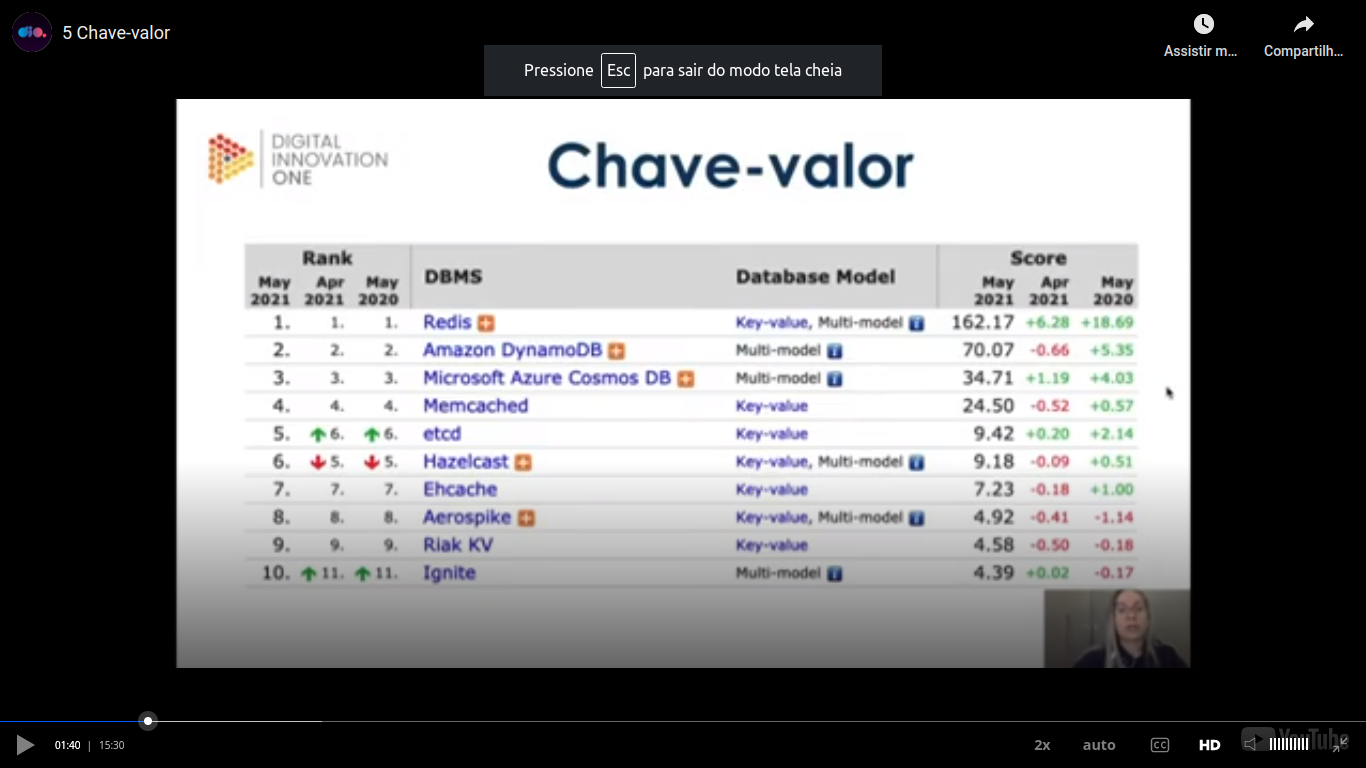 5 Chave-valor
Assistir m...
Compartilh...
Pressione Esc para sair do modo tela cheia
DIGITAL
INNOVATION
ONE
Chave-valor
Rank
Score
May 2021 Apr 2021 May 2020 DBMS Database Model May 2021 Apr 2021 May 2020
1. 1. 1. Redis Key-value, Multi-model 162.17 +6.28 +18.69
2. 2. 2. Amazon DynamoDB Multi-model 70.07 -0.66 +5.35
3. 3. 3. Microsoft Azure Cosmos DB Multi-model 34.71 +1.19 +4.03
4. 4. 4. Memcached Key-value 24.50 -0.52 +0.57
5. 6. 6. etcd Key-value 9.42 +0.20 +2.14
6. 5. 5. Hazelcast Key-value, Multi-model 9.18 -0.09 +0.51
7. 7. 7. Ehcache Key-value 7.23 -0.18 +1.00
8. 8. 8. Aerospike Key-value, Multi-model 4.92 -0.41 -1.14
9. 9. 9. Riak KV Key-value 4.58 -0.50 -0.18
10. 11. 11. Ignite Multi-model 4.39 +0.02 -0.17
01:40 | 15:30
2x auto CC HD YouTube